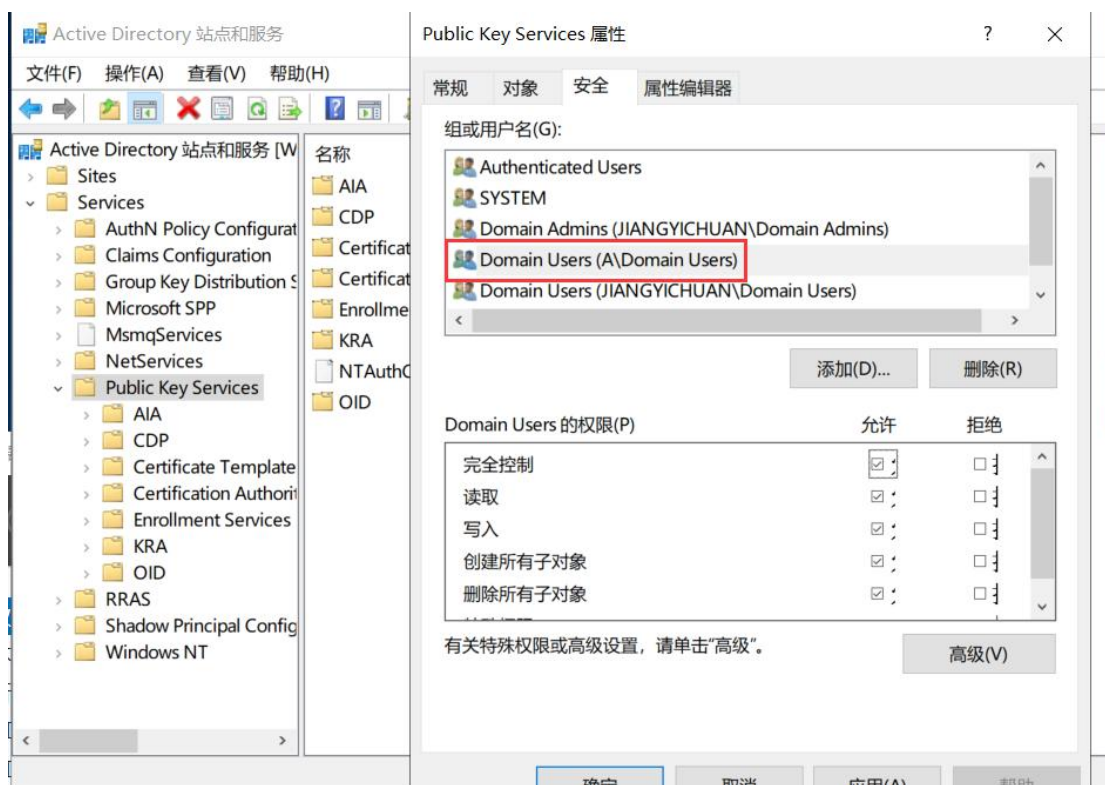 Active Directory 站点和服务
文件(F) 操作(A) 查看(V) 帮助(H)
Active Directory 站点和服务 [W
Sites
Services
AuthN Policy Configurat
Claims Configuration
Group Key Distribution S
Microsoft SPP
MsmqServices
NetServices
Public Key Services
AIA
CDP
Certificate Template
Certification Authorit
Enrollment Services
KRA
OID
RRAS
Shadow Principal Config
Windows NT
名称
AIA
CDP
Certificat
Certificat
Enrollme
KRA
NTAuthC
OID
Public Key Services 属性
常规 对象 安全 属性编辑器
组或用户名(G):
Authenticated Users
SYSTEM
Domain Admins (JIANGYICHUAN\Domain Admins)
Domain Users (A\Domain Users)
Domain Users (JIANGYICHUAN\Domain Users)
添加(D)... 删除(R)
Domain Users 的权限(P) 允许 拒绝
完全控制
读取
写入
创建所有子对象
删除所有子对象
有关特殊权限或高级设置，请单击“高级”。
高级(V)
确定 取消 应用(A) 帮助